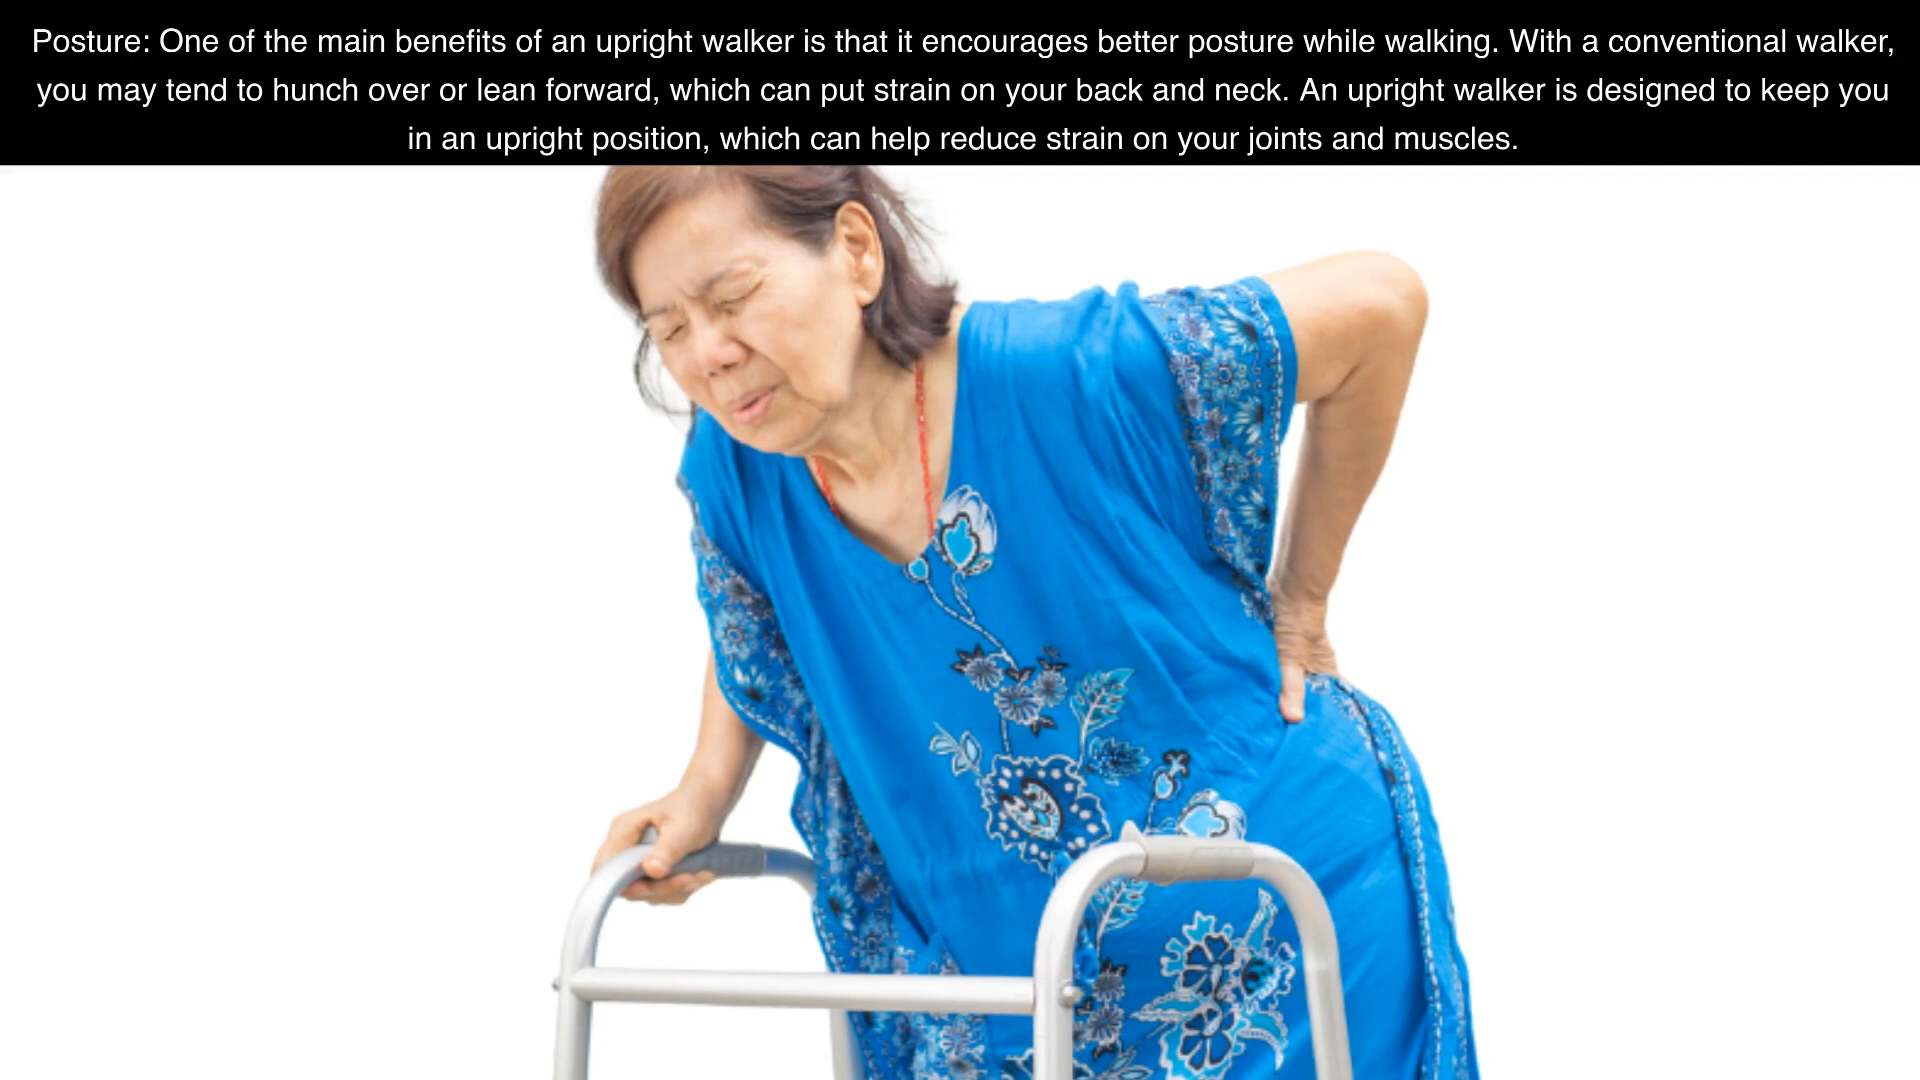 Posture: One of the main benefits of an upright walker is that it encourages better posture while walking. With a conventional walker,
you may tend to hunch over or lean forward, which can put strain on your back and neck. An upright walker is designed to keep you
in an upright position, which can help reduce strain on your joints and muscles.